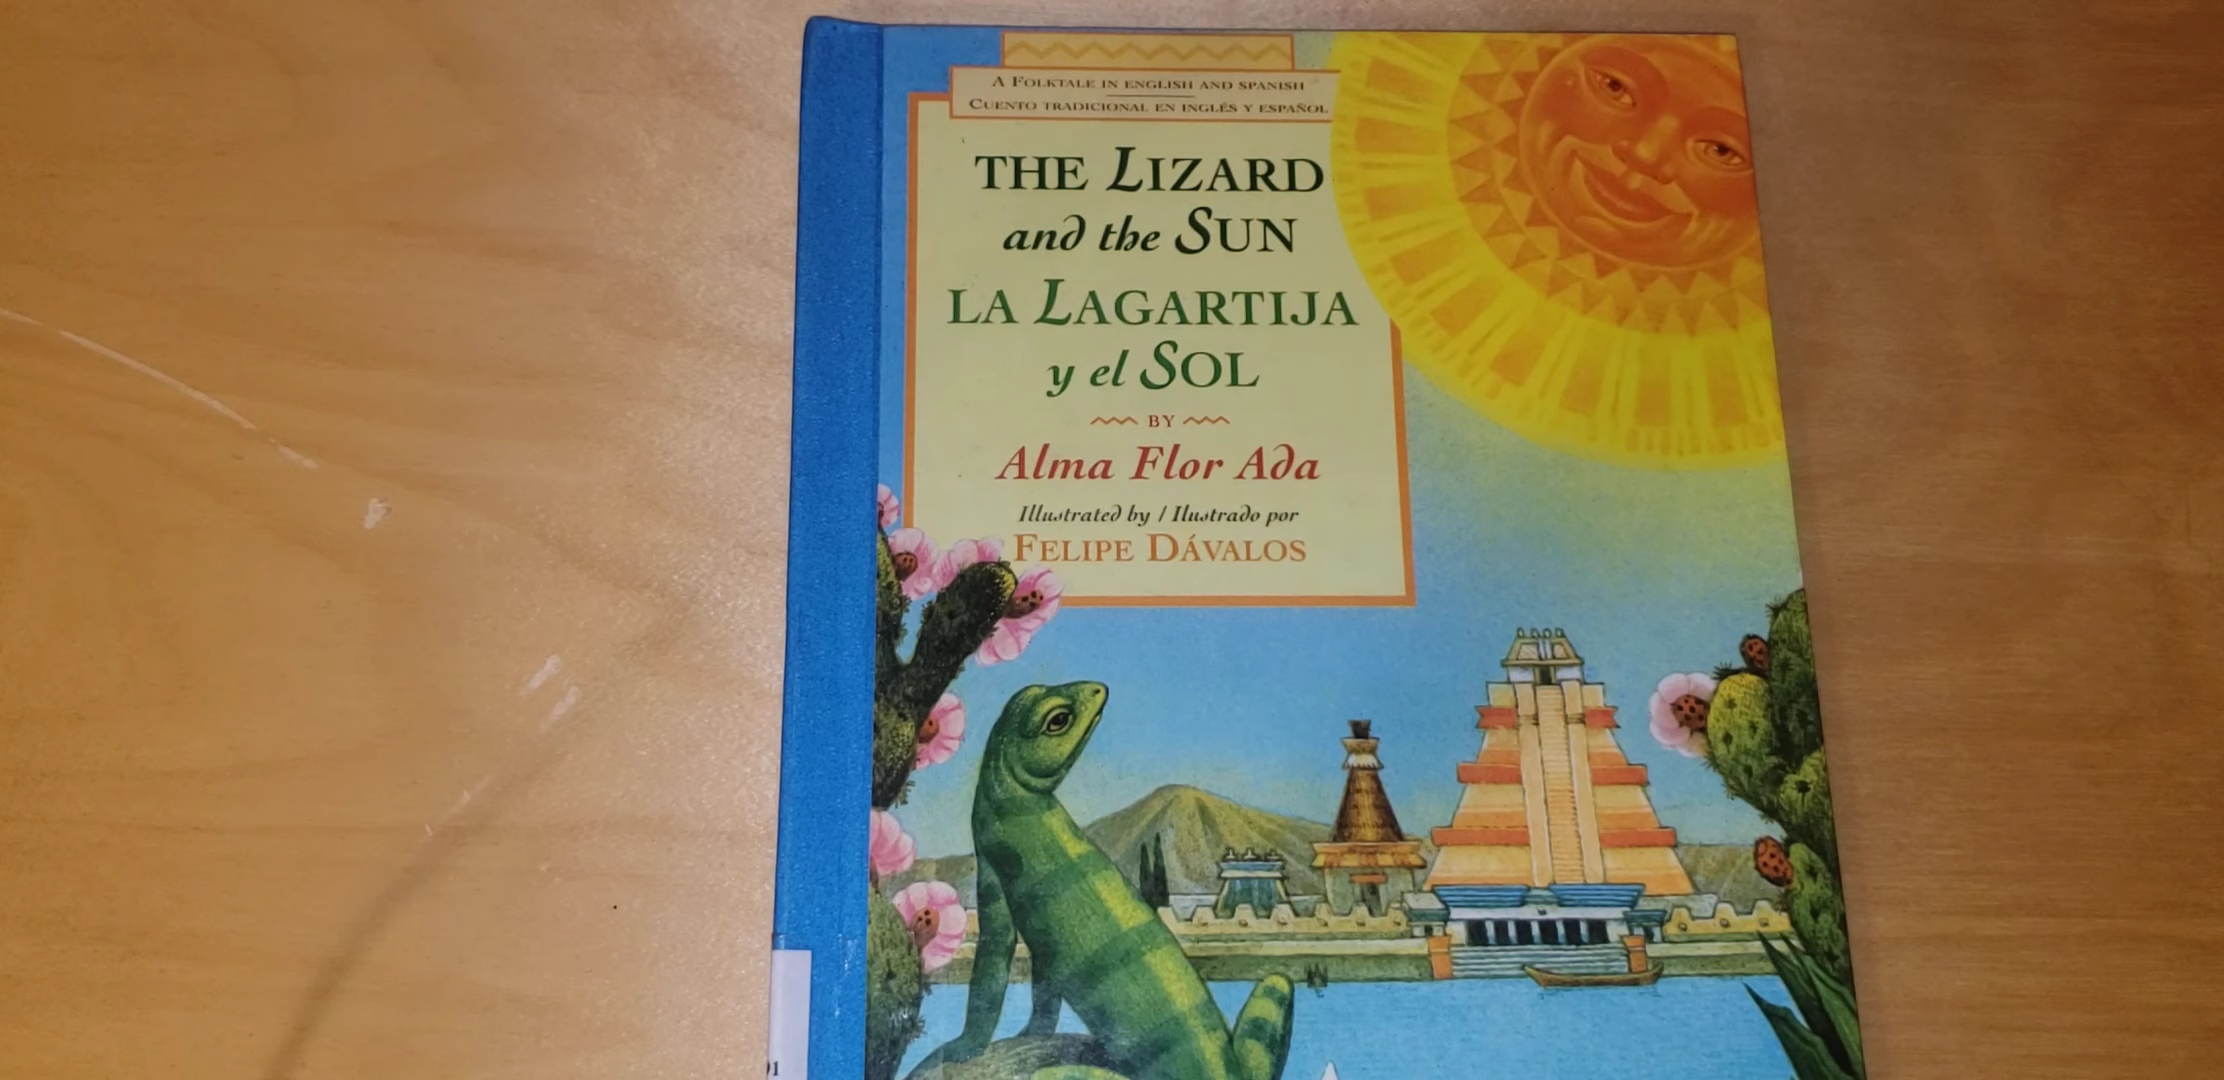 A FOLKTALE IN ENGLISH AND SPANISH
CUENTO TRADICIONAL EN INGLÉS Y ESPAÑOL
THE LIZARD
and the SUN
LA LAGARTIJA
y el SOL
BY
Alma Flor Ada
Illustrated by / Ilustrado por
FELIPE DÁVALOS